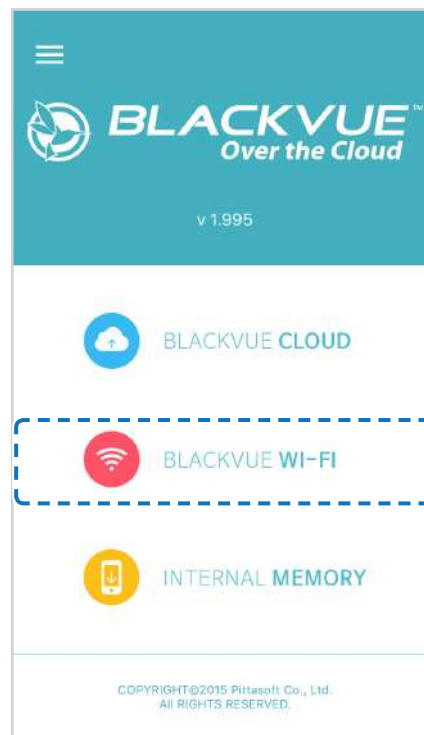 BLACKVUE™
Over the Cloud
v 1.995
BLACKVUE CLOUD
BLACKVUE WI-FI
INTERNAL MEMORY
COPYRIGHT©2015 Pittasoft Co., Ltd.
All RIGHTS RESERVED.